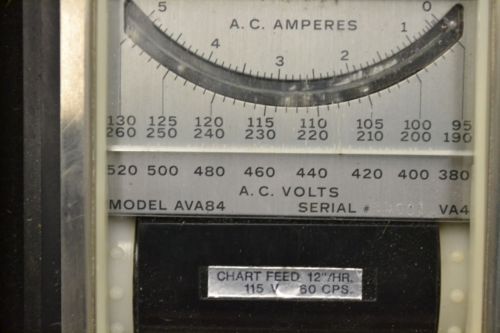 5 4 3 2 1 0
A.C. AMPERES
130 125 120 115 110 105 100 95
260 250 240 230 220 210 200 190
520 500 480 460 440 420 400 380
A.C. VOLTS
MODEL AVA84 SERIAL # VA4
CHART FEED 12"/HR.
115 V. 60 CPS.